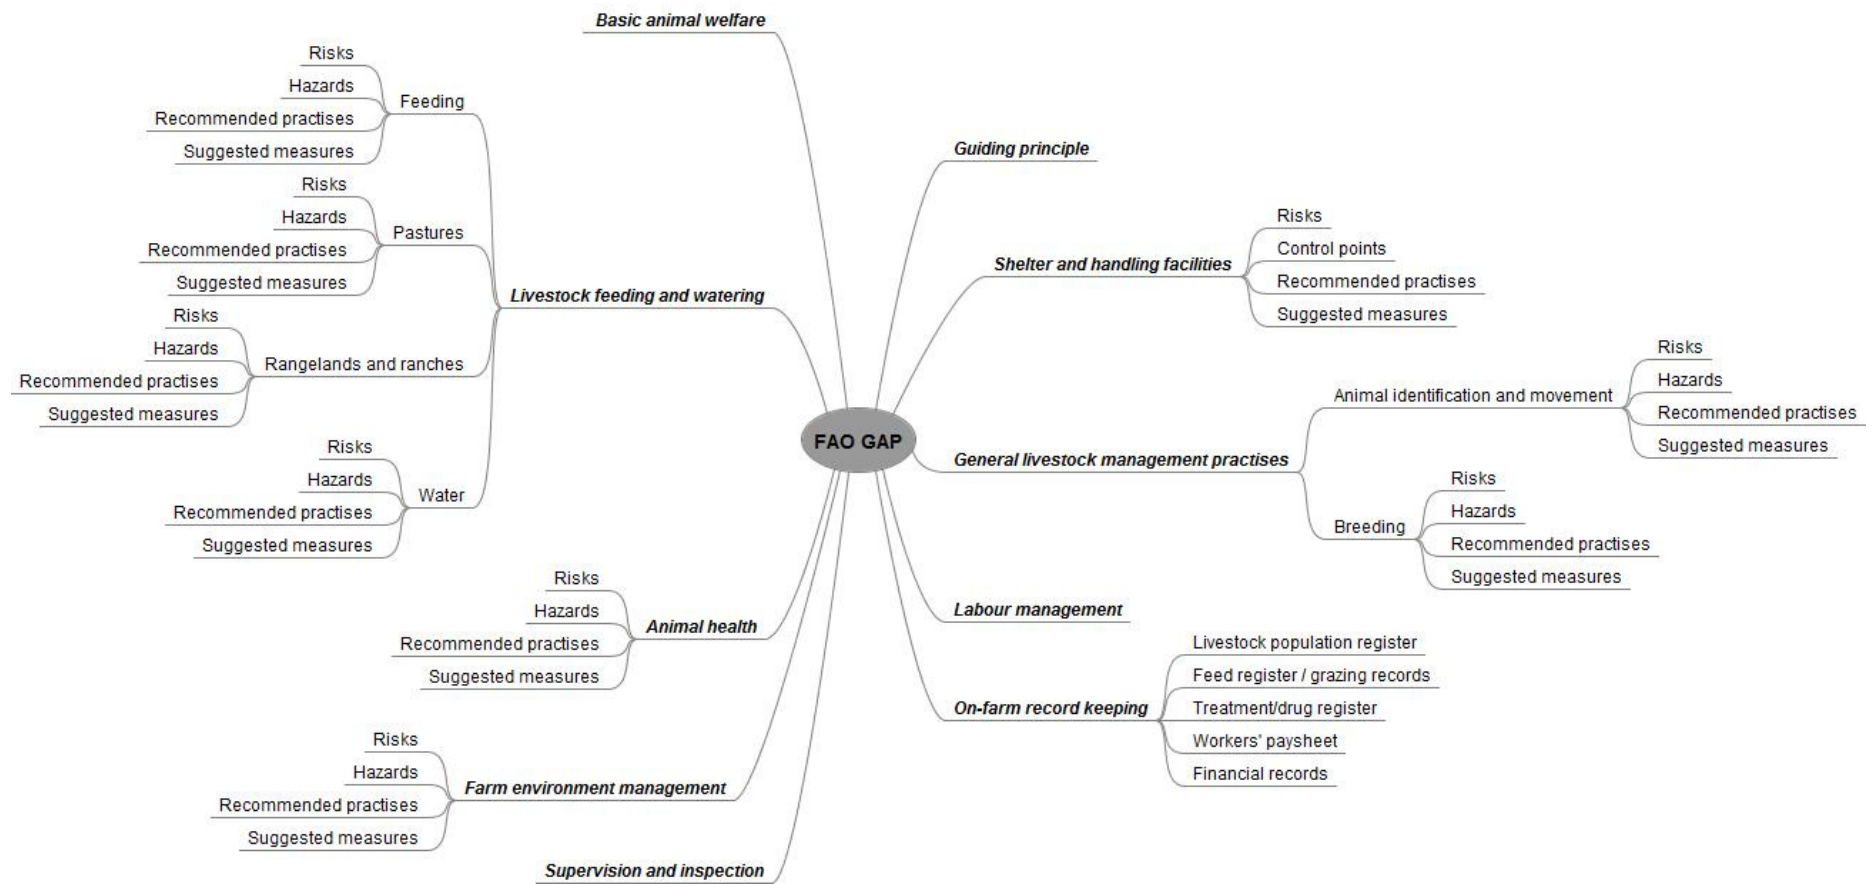 Basic animal welfare
Risks
Hazards
Recommended practises
Suggested measures
Feeding
Risks
Hazards
Recommended practises
Suggested measures
Pastures
Risks
Hazards
Recommended practises
Suggested measures
Rangelands and ranches
Risks
Hazards
Recommended practises
Suggested measures
Water
Livestock feeding and watering
Risks
Hazards
Recommended practises
Suggested measures
Animal health
Risks
Hazards
Recommended practises
Suggested measures
Farm environment management
Supervision and inspection
FAO GAP
Guiding principle
Shelter and handling facilities
Risks
Control points
Recommended practises
Suggested measures
General livestock management practises
Animal identification and movement
Risks
Hazards
Recommended practises
Suggested measures
Breeding
Risks
Hazards
Recommended practises
Suggested measures
Labour management
On-farm record keeping
Livestock population register
Feed register / grazing records
Treatment/drug register
Workers' paysheet
Financial records